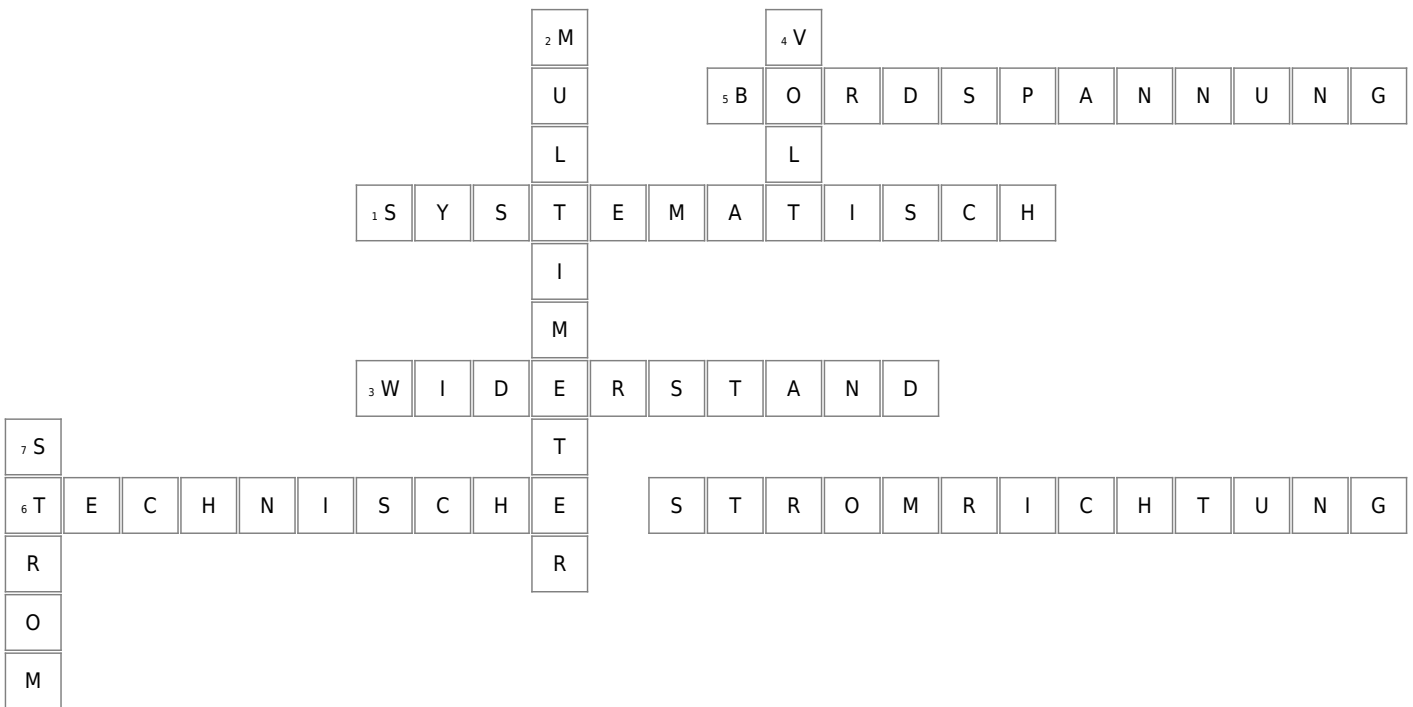 2 M 4 V
U 5 B O R D S P A N N U N G
L L
1 S Y S T E M A T I S C H
I
M
3 W I D E R S T A N D
7 S T
6 T E C H N I S C H E S T R O M R I C H T U N G
R R
O
M